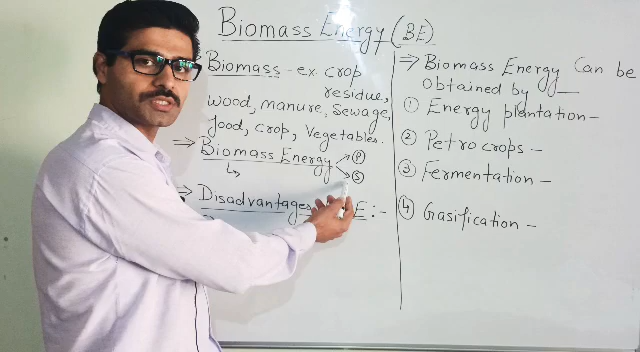 Biomass Energy (BE)
Biomass - ex. crop
residue,
wood, manure, Sewage,
food, crop, Vegetables.
⇒ Biomass Energy
↳
P
S
⇒ Disadvantages E :-
⇒ Biomass Energy Can be
obtained by —
① Energy plantation -
② Petro crops -
③ Fermentation -
④ Gasification -